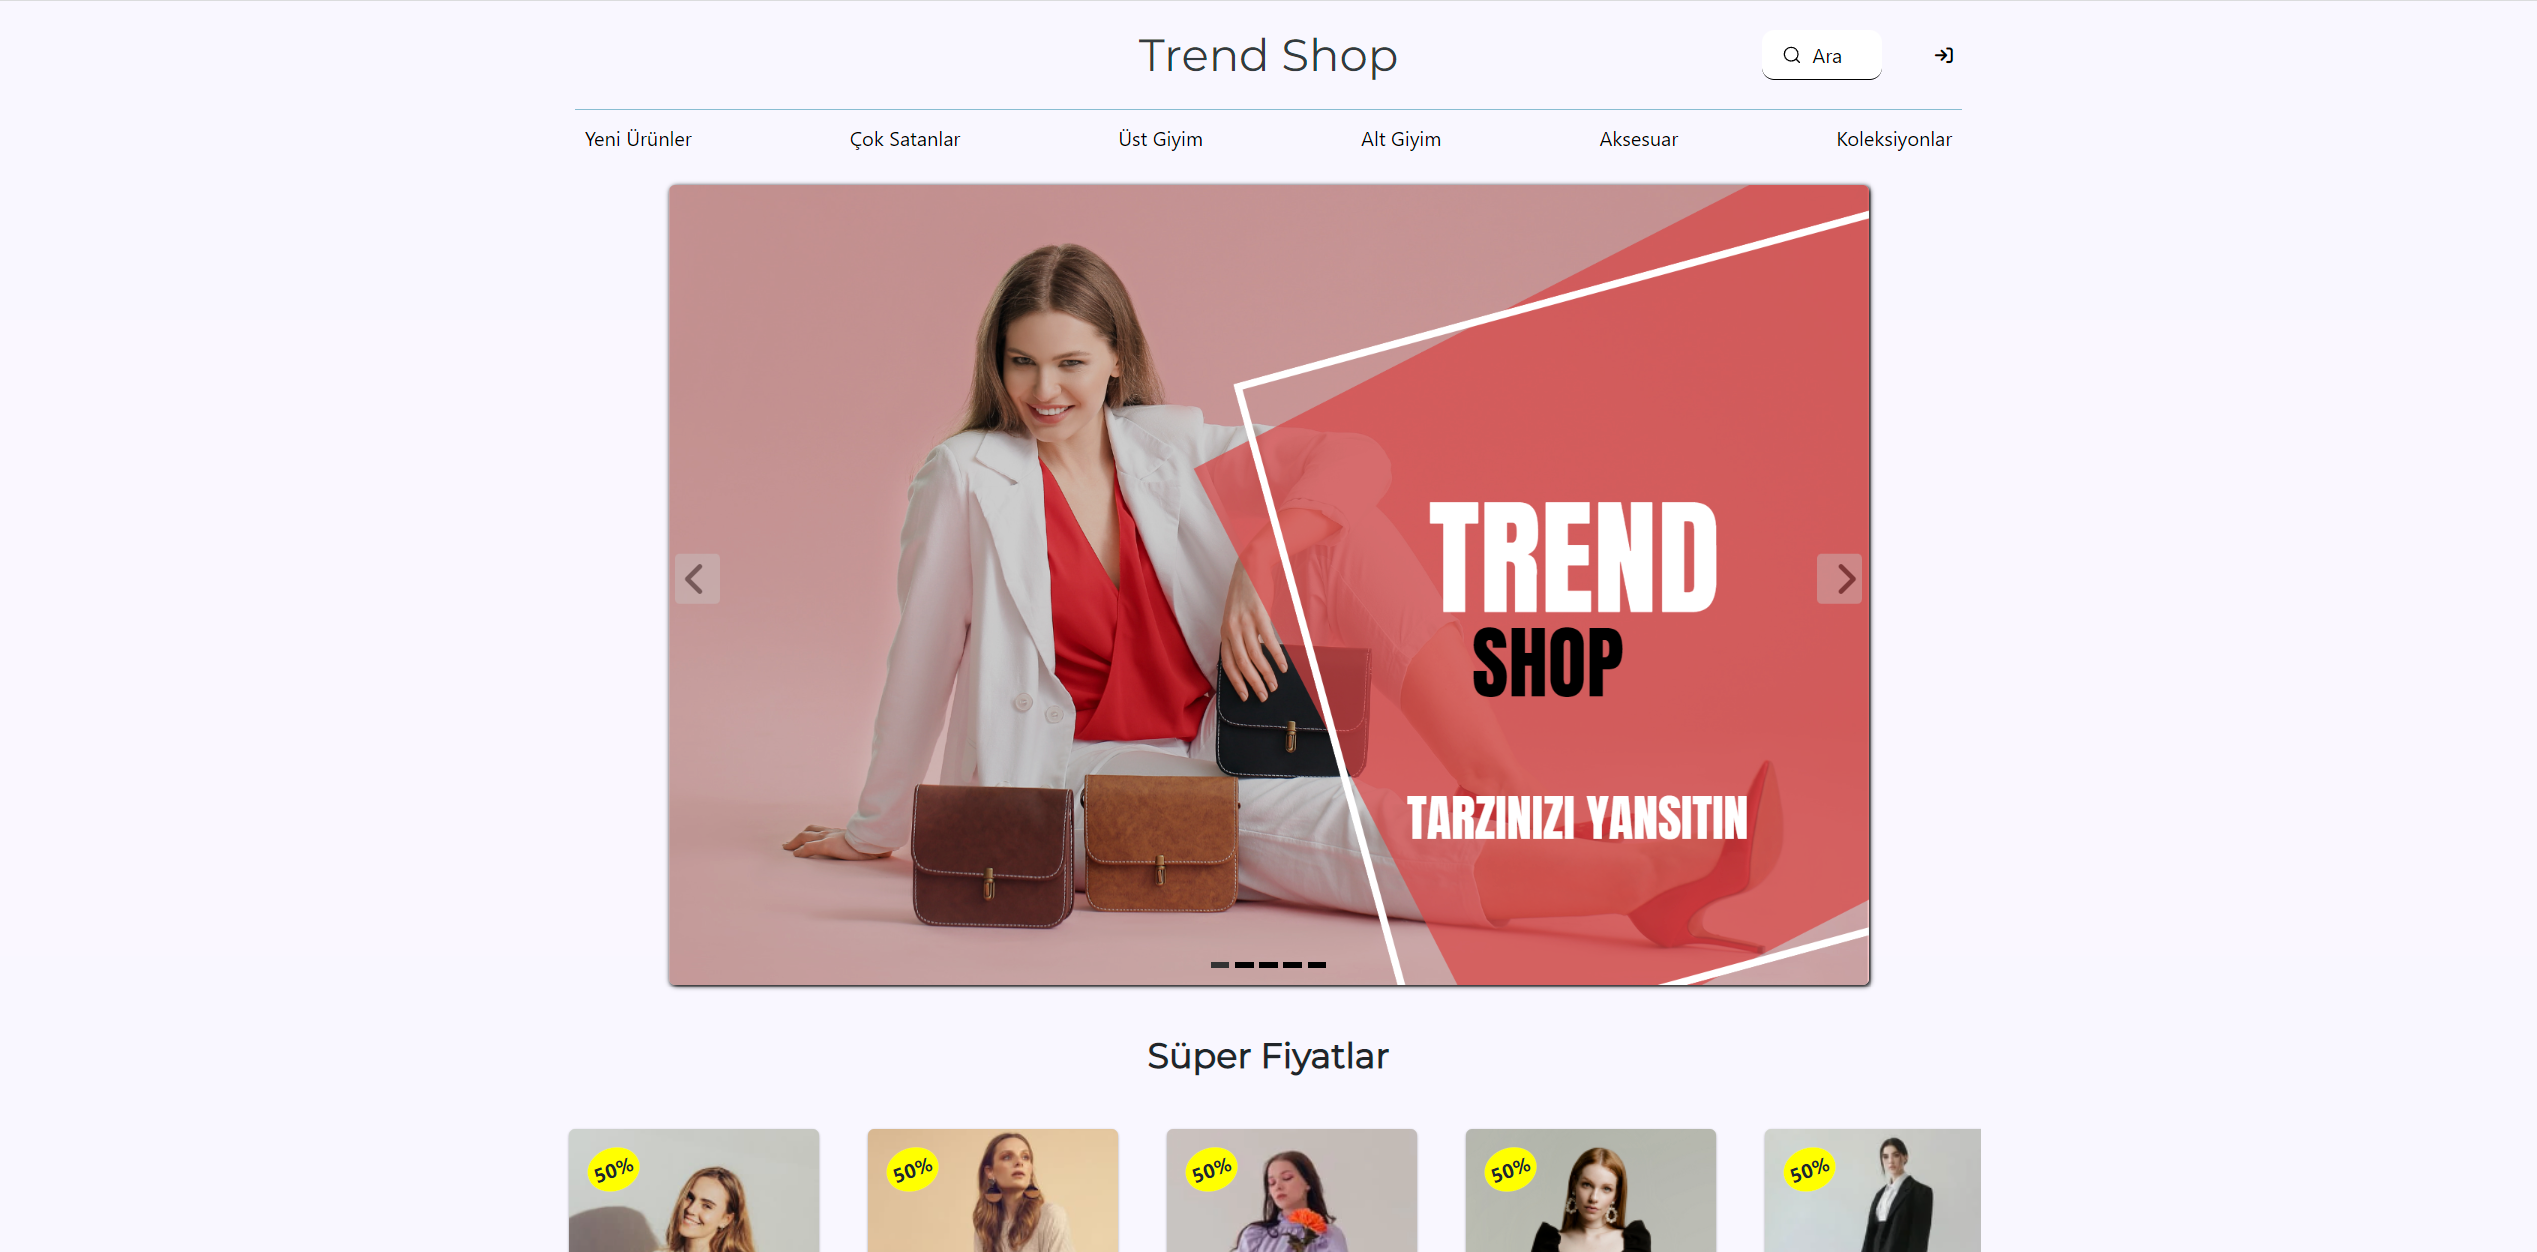 Trend Shop
Ara
Yeni Ürünler
Çok Satanlar
Üst Giyim
Alt Giyim
Aksesuar
Koleksiyonlar
TREND
SHOP
TARZINIZI YANSITIN
Süper Fiyatlar
50%
50%
50%
50%
50%